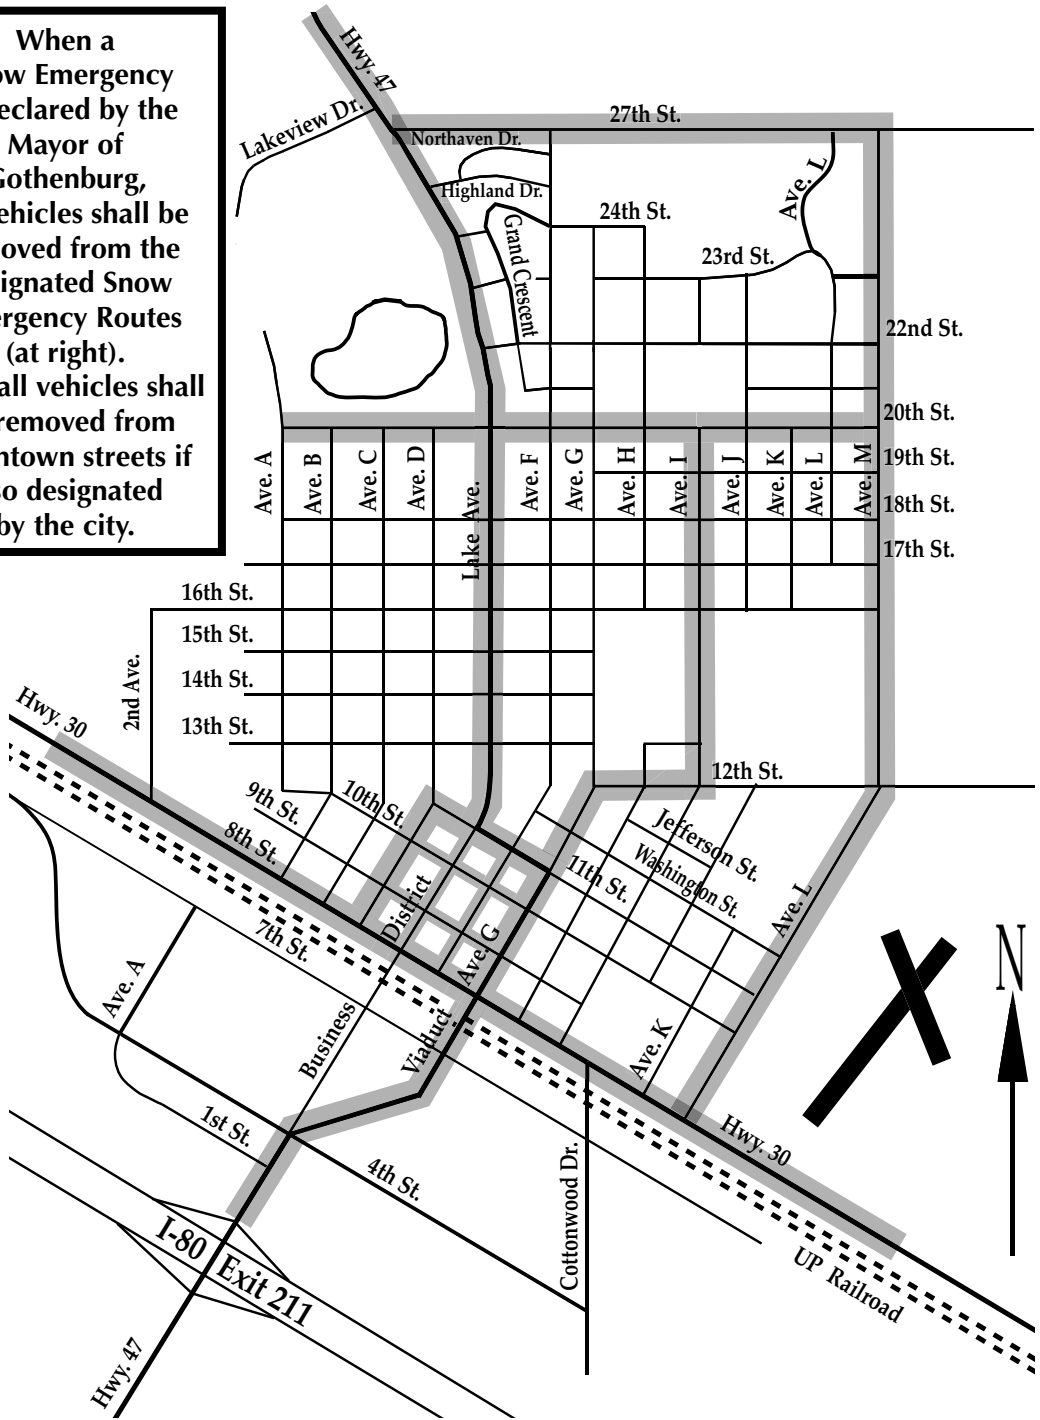 When a
ow Emergency
eclared by the
Mayor of
Gothenburg,
ehicles shall be
oved from the
ignated Snow
ergency Routes
(at right).
all vehicles shall
removed from
ntown streets if
so designated
by the city.
Hwy. 47
Lakeview Dr.
27th St.
Northaven Dr.
Highland Dr.
Ave. L
24th St.
Grand Crescent
23rd St.
22nd St.
20th St.
Ave. A
Ave. B
Ave. C
Ave. D
Lake Ave.
Ave. F
Ave. G
Ave. H
Ave. I
Ave. J
Ave. K
Ave. L
Ave. M
19th St.
18th St.
17th St.
16th St.
15th St.
14th St.
13th St.
2nd Ave.
Hwy. 30
12th St.
9th St.
10th St.
8th St.
Jefferson St.
Washington St.
11th St.
District
Ave. G
Ave. L
7th St.
Ave. A
Business
Viaduct
Ave. K
N
1st St.
4th St.
Cottonwood Dr.
Hwy. 30
UP Railroad
I-80 Exit 211
Hwy. 47